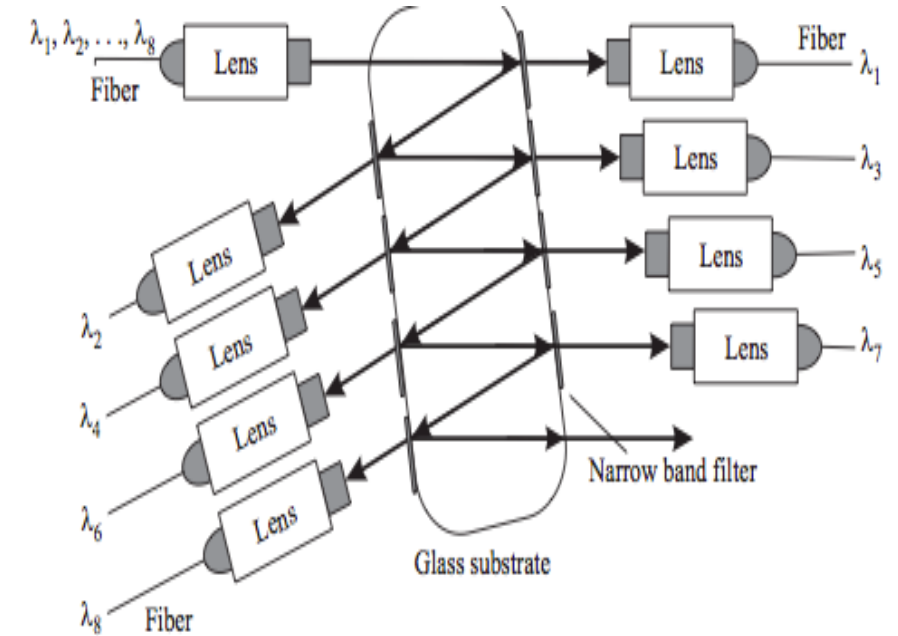 λ1, λ2, . . ., λ8
Fiber
Lens
Lens
Fiber
λ1
Lens
λ3
Lens
λ5
Lens
λ7
Lens
λ2
Lens
λ4
Lens
λ6
Lens
λ8
Fiber
Narrow band filter
Glass substrate